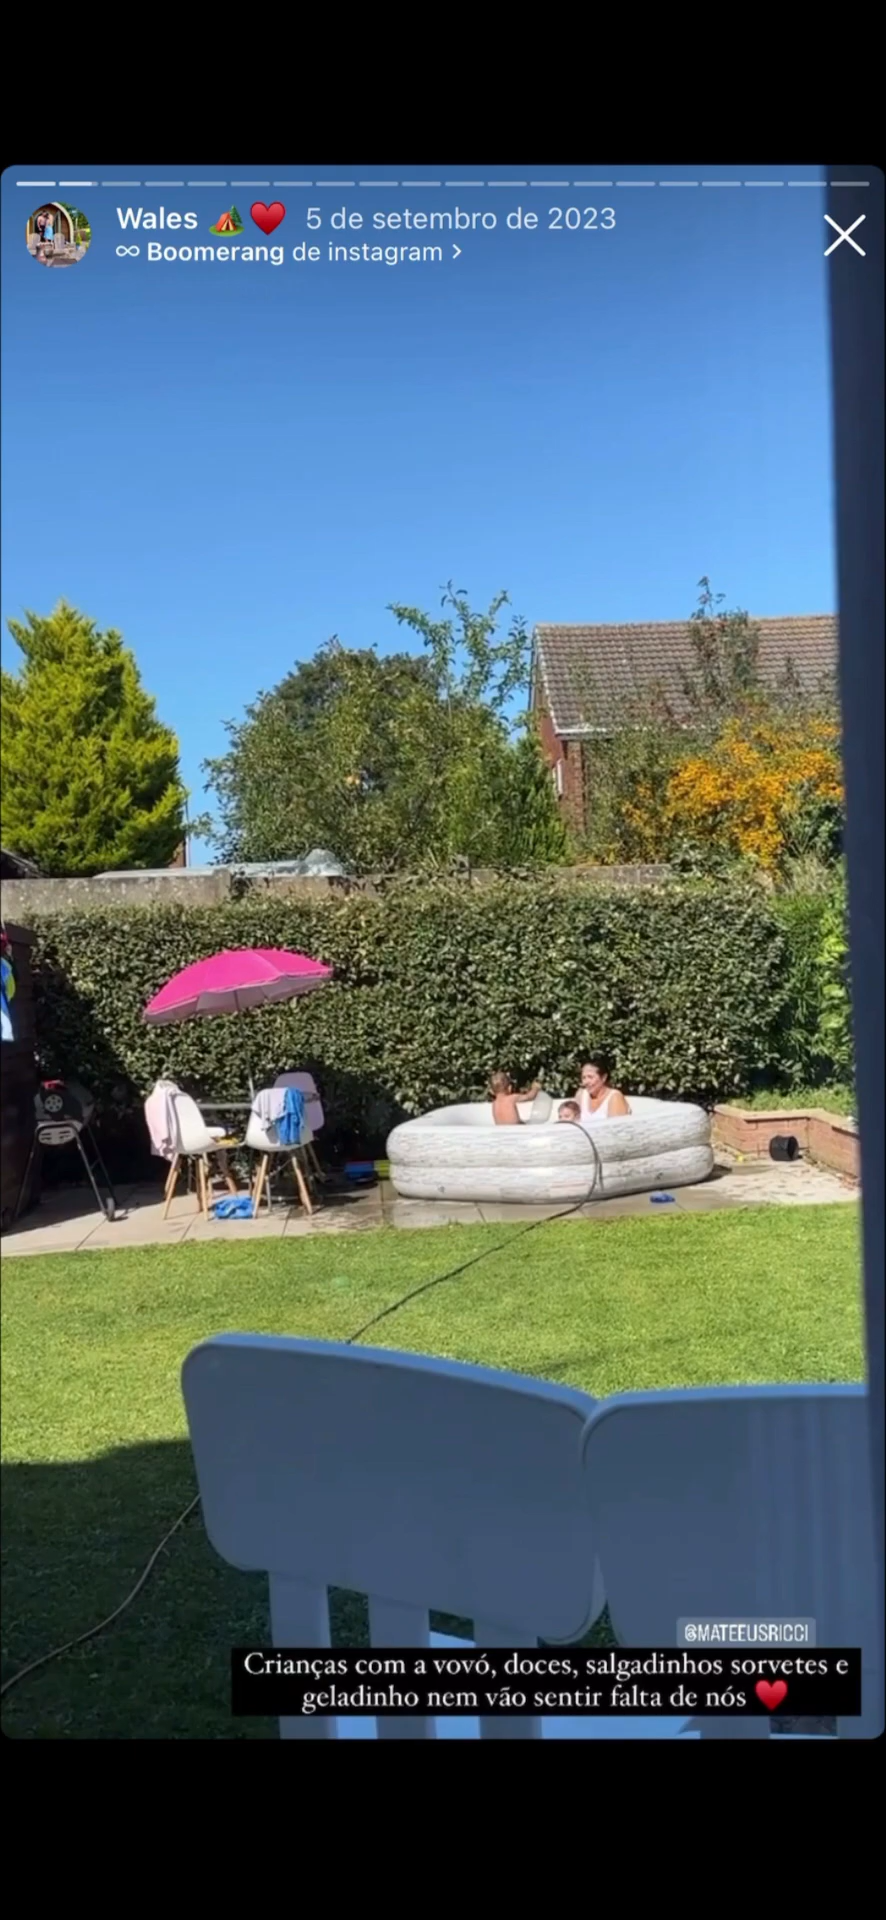 Wales 🏕️❤️ 5 de setembro de 2023
∞ Boomerang de instagram >
@MATEEUSRICCI
Crianças com a vovó, doces, salgadinhos sorvetes e
geladinho nem vão sentir falta de nós ❤️